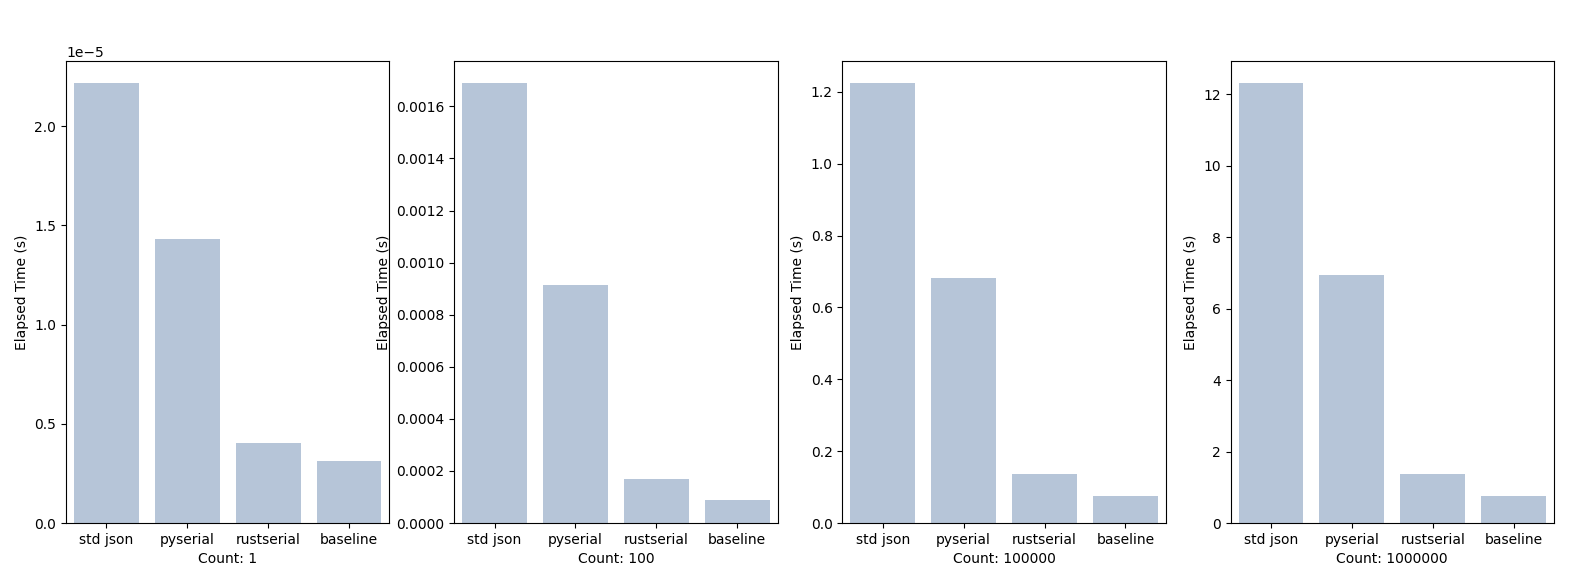 1e−5
2.0
1.5
1.0
0.5
0.0
Elapsed Time (s)
std json pyserial rustserial baseline
Count: 1
0.0016
0.0014
0.0012
0.0010
0.0008
0.0006
0.0004
0.0002
0.0000
Elapsed Time (s)
std json pyserial rustserial baseline
Count: 100
1.2
1.0
0.8
0.6
0.4
0.2
0.0
Elapsed Time (s)
std json pyserial rustserial baseline
Count: 100000
12
10
8
6
4
2
0
Elapsed Time (s)
std json pyserial rustserial baseline
Count: 1000000